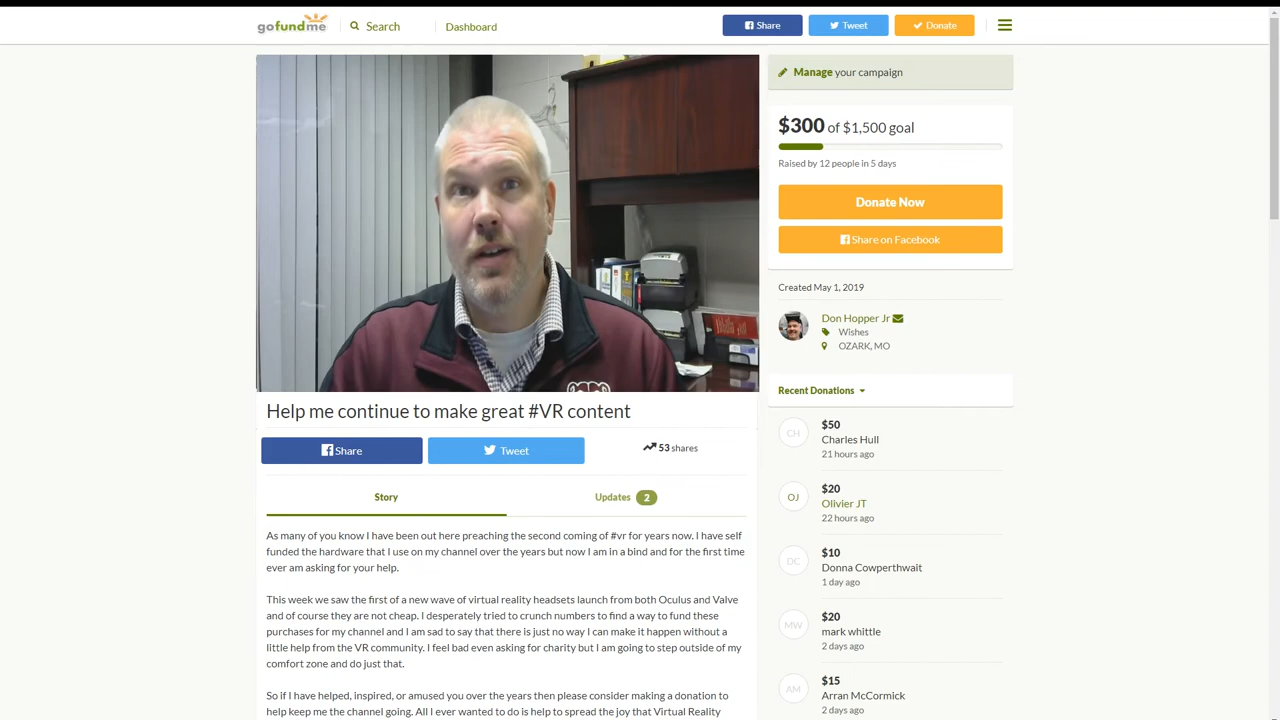 gofundme
Search
Dashboard
Share
Tweet
Donate
Manage your campaign
$300 of $1,500 goal
Raised by 12 people in 5 days
Donate Now
Share on Facebook
Created May 1, 2019
Don Hopper Jr
Wishes
OZARK, MO
Recent Donations
CH
$50
Charles Hull
21 hours ago
OJ
$20
Olivier JT
22 hours ago
DC
$10
Donna Cowperthwait
1 day ago
MW
$20
mark whittle
2 days ago
AM
$15
Arran McCormick
2 days ago
Help me continue to make great #VR content
Share
Tweet
53 shares
Story
Updates 2
As many of you know I have been out here preaching the second coming of #vr for years now. I have self
funded the hardware that I use on my channel over the years but now I am in a bind and for the first time
ever am asking for your help.
This week we saw the first of a new wave of virtual reality headsets launch from both Oculus and Valve
and of course they are not cheap. I desperately tried to crunch numbers to find a way to fund these
purchases for my channel and I am sad to say that there is just no way I can make it happen without a
little help from the VR community. I feel bad even asking for charity but I am going to step outside of my
comfort zone and do just that.
So if I have helped, inspired, or amused you over the years then please consider making a donation to
help keep me the channel going. All I ever wanted to do is help to spread the joy that Virtual Reality